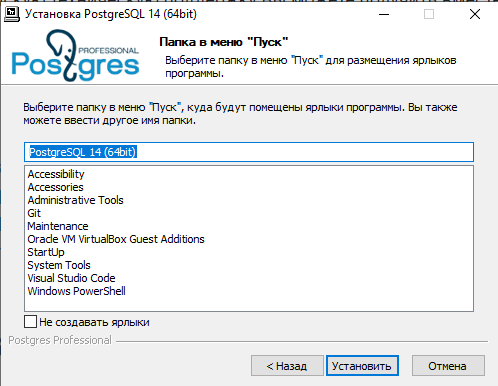 Установка PostgreSQL 14 (64bit)
PROFESSIONAL
Postgres
Папка в меню "Пуск"
Выберите папку в меню "Пуск" для размещения ярлыков
программы.
Выберите папку в меню "Пуск", куда будут помещены ярлыки программы. Вы также
можете ввести другое имя папки.
PostgreSQL 14 (64bit)
Accessibility
Accessories
Administrative Tools
Git
Maintenance
Oracle VM VirtualBox Guest Additions
StartUp
System Tools
Visual Studio Code
Windows PowerShell
Не создавать ярлыки
Postgres Professional
< Назад
Установить
Отмена